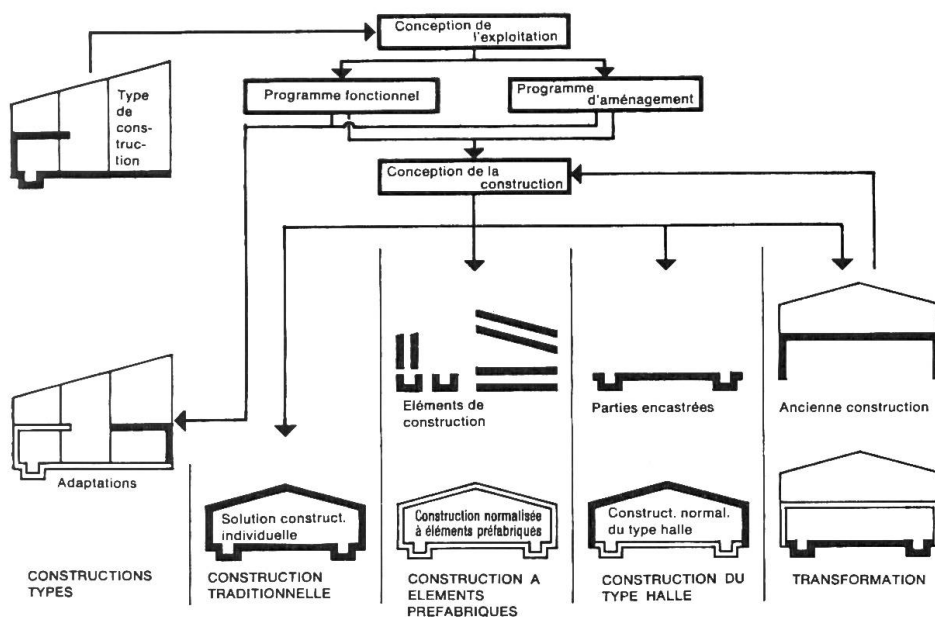 Conception de
l'exploitation
Type
de
cons-
truc-
tion
Programme fonctionnel
Programme
d'aménagement
Conception de la
construction
Eléments de
construction
Parties encastrées
Ancienne construction
Adaptations
Solution construct.
individuelle
Construction normalisée
à éléments préfabriqués
Construct. normal.
du type halle
CONSTRUCTIONS
TYPES
CONSTRUCTION
TRADITIONNELLE
CONSTRUCTION A
ELEMENTS
PREFABRIQUES
CONSTRUCTION DU
TYPE HALLE
TRANSFORMATION